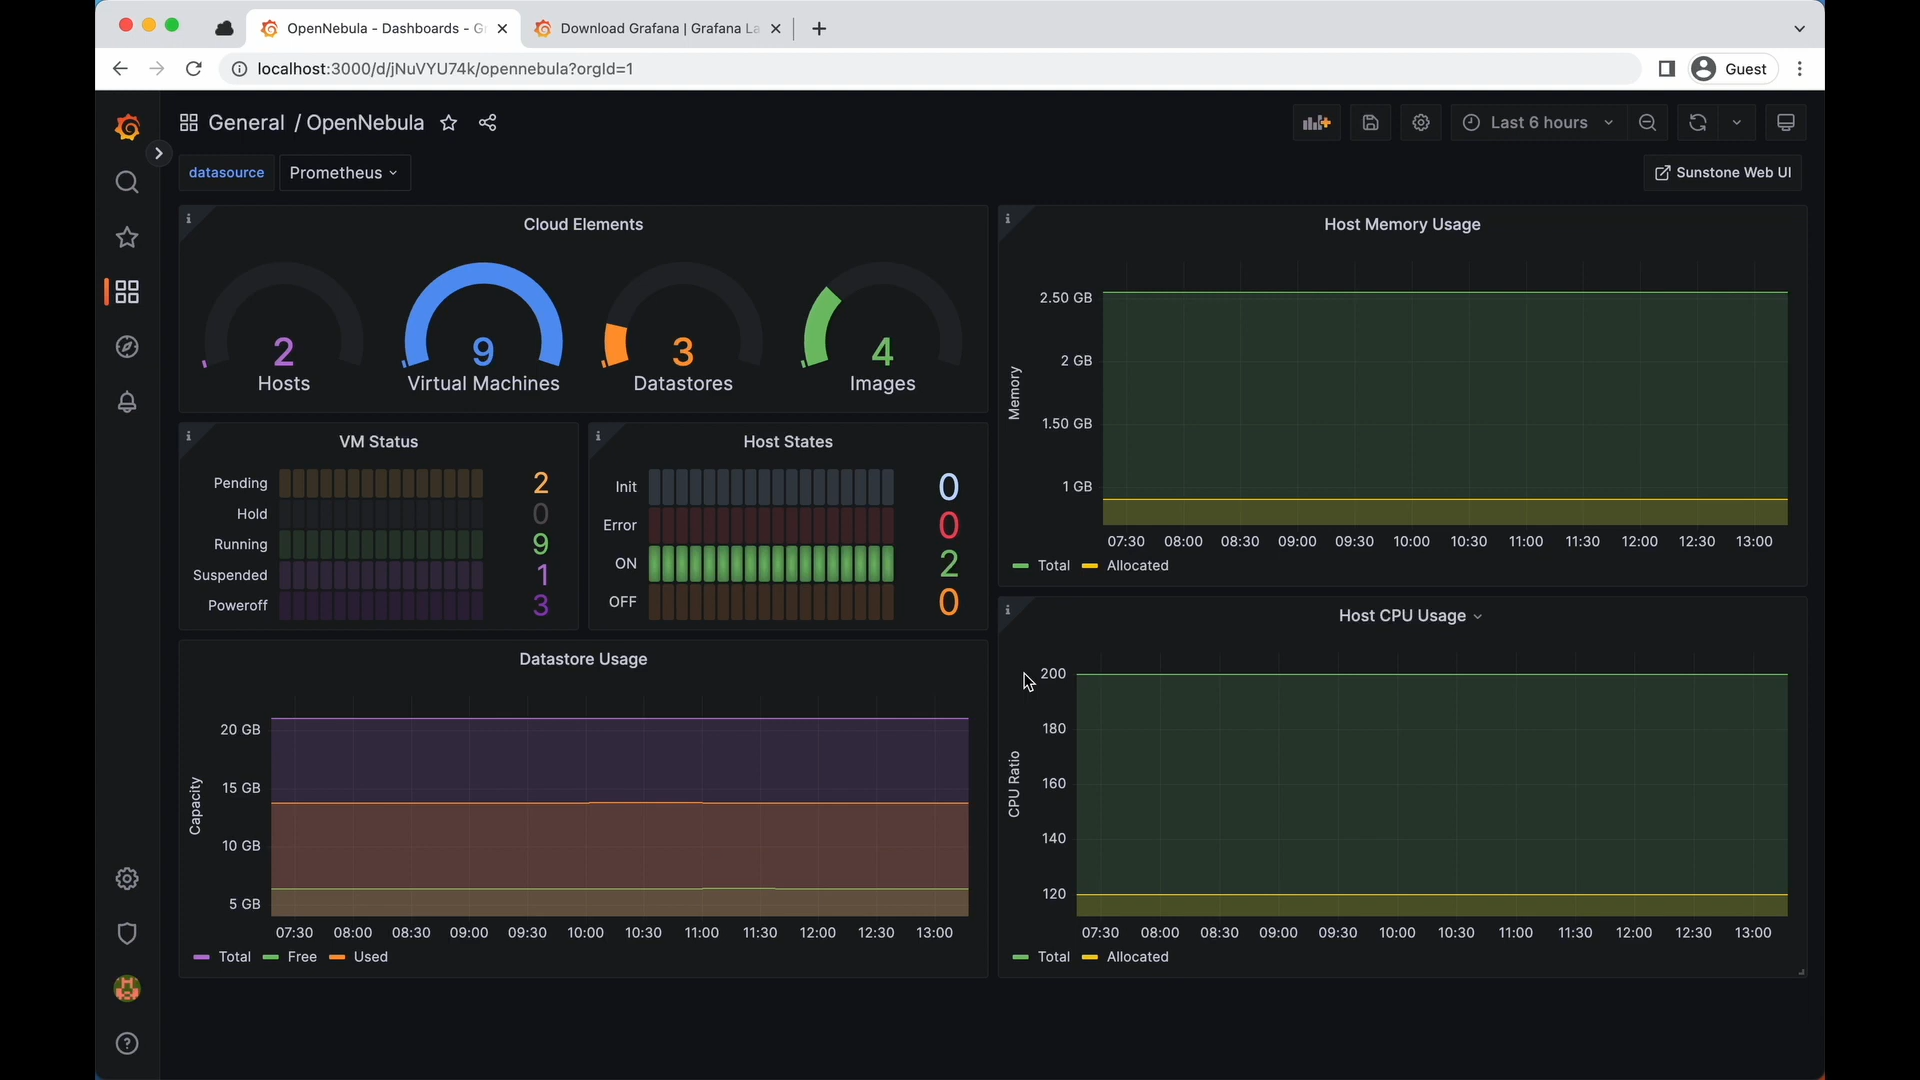 OpenNebula - Dashboards - G
Download Grafana | Grafana La
localhost:3000/d/jNuVYU74k/opennebula?orgId=1
Guest
General / OpenNebula
Last 6 hours
datasource
Prometheus
Sunstone Web UI
Cloud Elements
2
9
3
4
Hosts
Virtual Machines
Datastores
Images
VM Status
Pending 2
Hold 0
Running 9
Suspended 1
Poweroff 3
Host States
Init 0
Error 0
ON 2
OFF 0
Datastore Usage
Capacity
20 GB
15 GB
10 GB
5 GB
07:30 08:00 08:30 09:00 09:30 10:00 10:30 11:00 11:30 12:00 12:30 13:00
Total Free Used
Host Memory Usage
Memory
2.50 GB
2 GB
1.50 GB
1 GB
07:30 08:00 08:30 09:00 09:30 10:00 10:30 11:00 11:30 12:00 12:30 13:00
Total Allocated
Host CPU Usage
CPU Ratio
200
180
160
140
120
07:30 08:00 08:30 09:00 09:30 10:00 10:30 11:00 11:30 12:00 12:30 13:00
Total Allocated